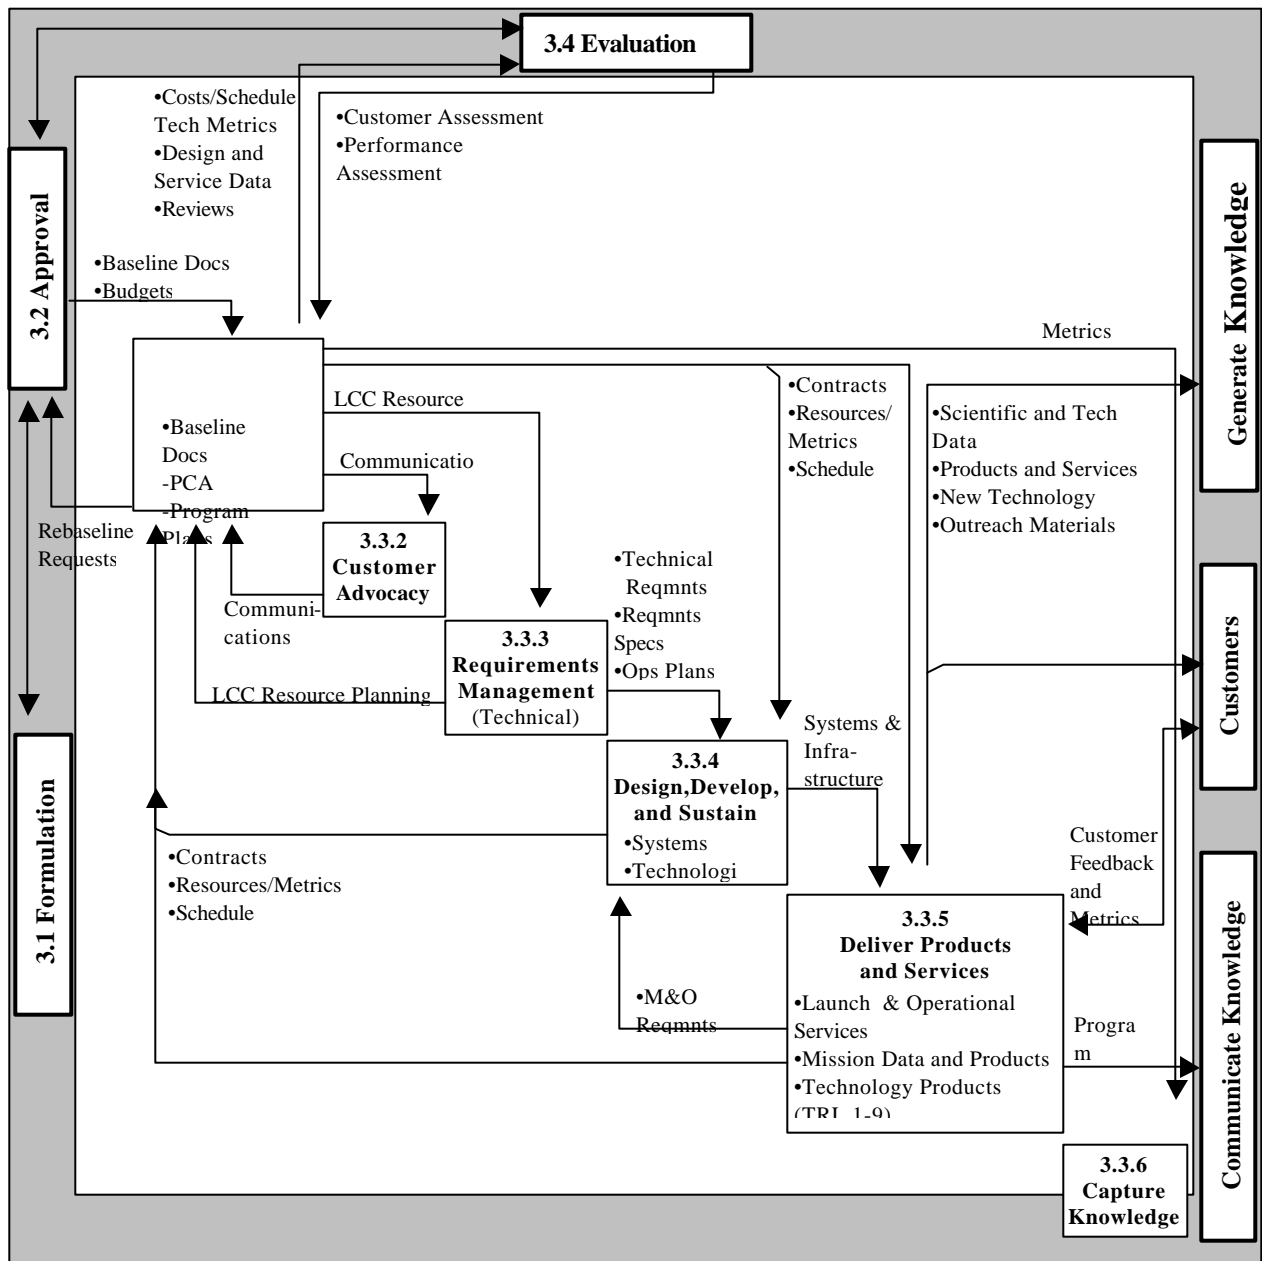 3.4 Evaluation
•Costs/Schedule
Tech Metrics
•Design and
Service Data
•Reviews
•Customer Assessment
•Performance
Assessment
3.2 Approval
•Baseline Docs
•Budgets
Generate Knowledge
Metrics
•Baseline
Docs
-PCA
-Program
Plans
LCC Resource
Communicatio
•Contracts
•Resources/
Metrics
•Schedule
•Scientific and Tech
Data
•Products and Services
•New Technology
•Outreach Materials
Rebaseline
Requests
3.3.2
Customer
Advocacy
Communi-
cations
•Technical
Reqmnts
•Reqmnts
Specs
•Ops Plans
3.3.3
Requirements
Management
(Technical)
LCC Resource Planning
Customers
3.1 Formulation
3.3.4
Design,Develop,
and Sustain
•Systems
•Technologi
Systems &
Infra-
structure
•Contracts
•Resources/Metrics
•Schedule
Customer
Feedback
and
Metrics
3.3.5
Deliver Products
and Services
•Launch & Operational
Services
•Mission Data and Products
•Technology Products
(TRL 1-9)
•M&O
Reqmnts
Progra
m
Communicate Knowledge
3.3.6
Capture
Knowledge